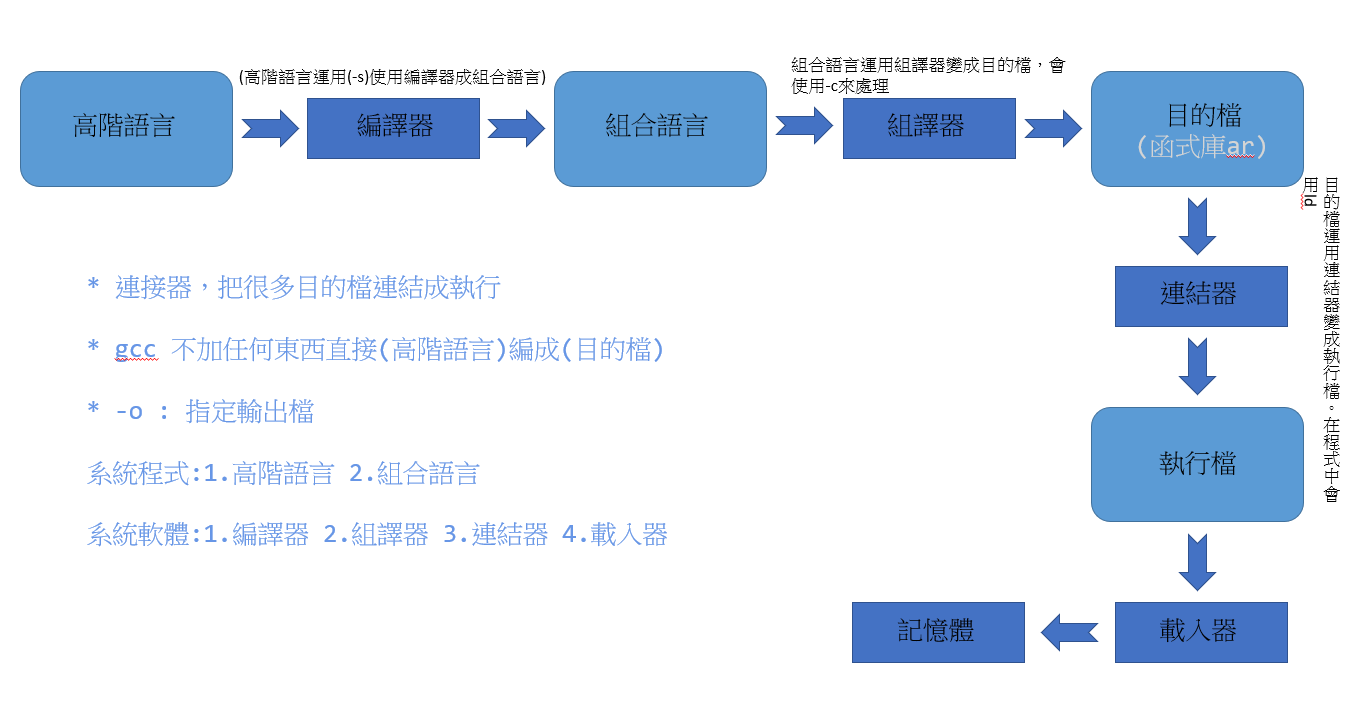 (高階語言運用(-s)使用編譯器成組合語言)
組合語言運用組譯器變成目的檔，會
使用-c來處理
高階語言
編譯器
組合語言
組譯器
目的檔
(函式庫ar)
目的檔運用連結器變成執行檔。在程式中會
用ld
連結器
* 連接器，把很多目的檔連結成執行
* gcc 不加任何東西直接(高階語言)編成(目的檔)
* -o : 指定輸出檔
系統程式:1.高階語言 2.組合語言
系統軟體:1.編譯器 2.組譯器 3.連結器 4.載入器
執行檔
載入器
記憶體